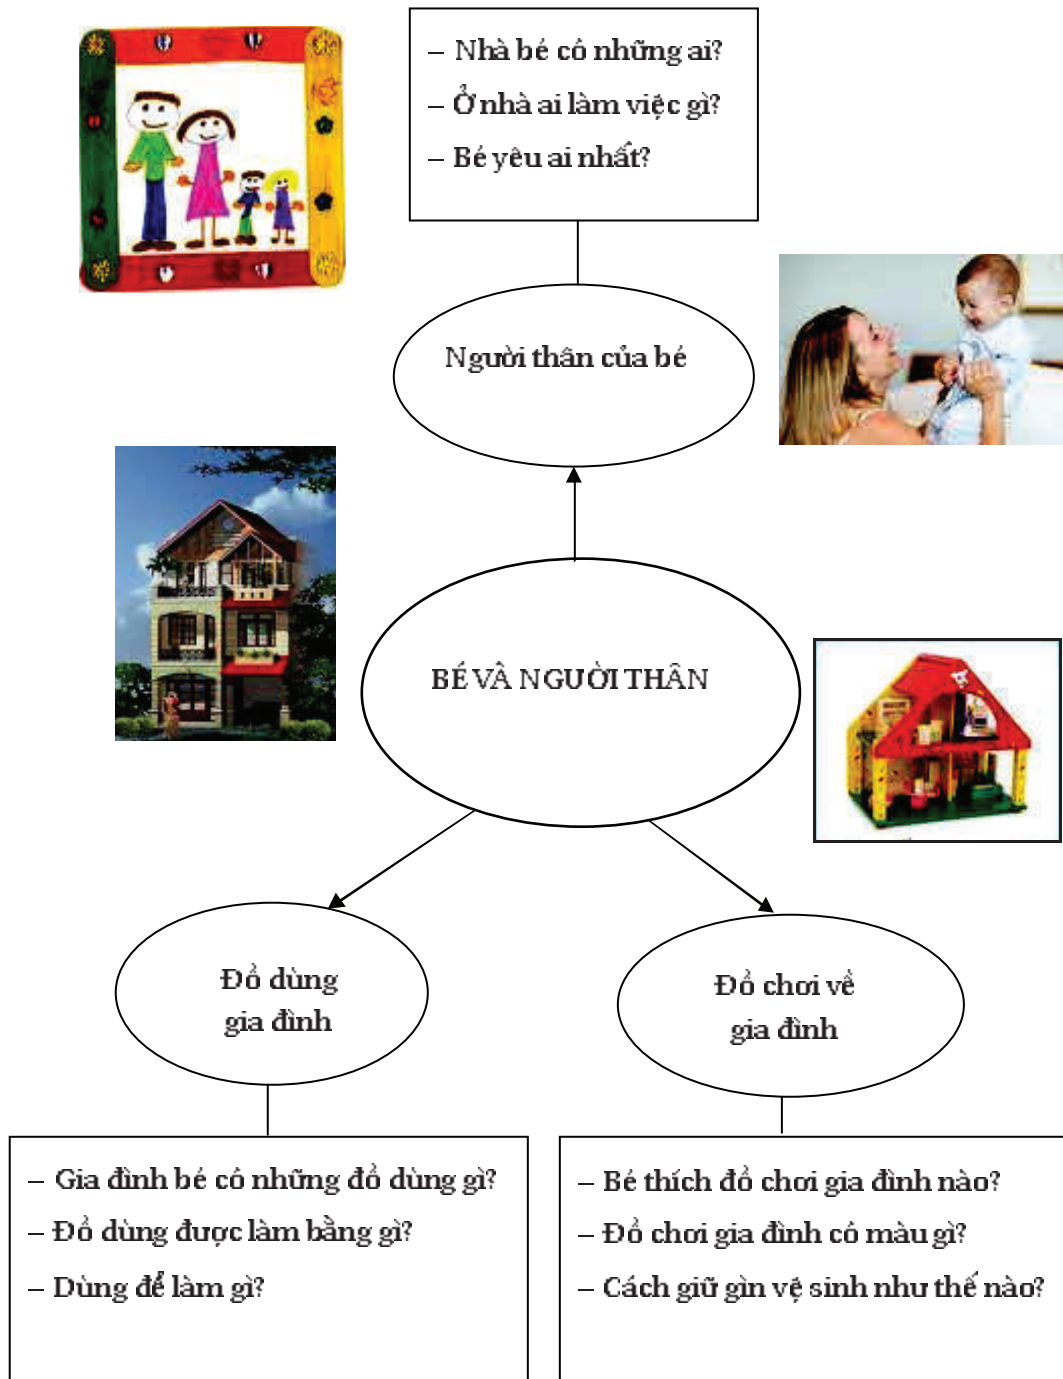 – Nhà bé có những ai?
– Ở nhà ai làm việc gì?
– Bé yêu ai nhất?
Người thân của bé
BÉ VÀ NGƯỜI THÂN
Đồ dùng
gia đình
Đồ chơi về
gia đình
– Gia đình bé có những đồ dùng gì?
– Đồ dùng được làm bằng gì?
– Dùng để làm gì?
– Bé thích đồ chơi gia đình nào?
– Đồ chơi gia đình có màu gì?
– Cách giữ gìn vệ sinh như thế nào?